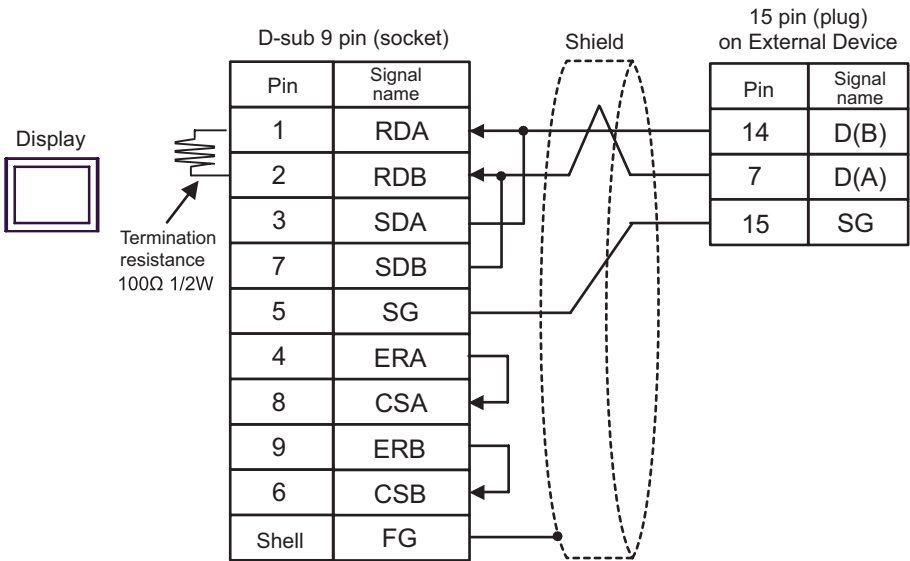 15 pin (plug)
on External Device
D-sub 9 pin (socket)
Shield
Display
Termination
resistance
100Ω 1/2W
Pin Signal name
1 RDA
2 RDB
3 SDA
7 SDB
5 SG
4 ERA
8 CSA
9 ERB
6 CSB
Shell FG
Pin Signal name
14 D(B)
7 D(A)
15 SG